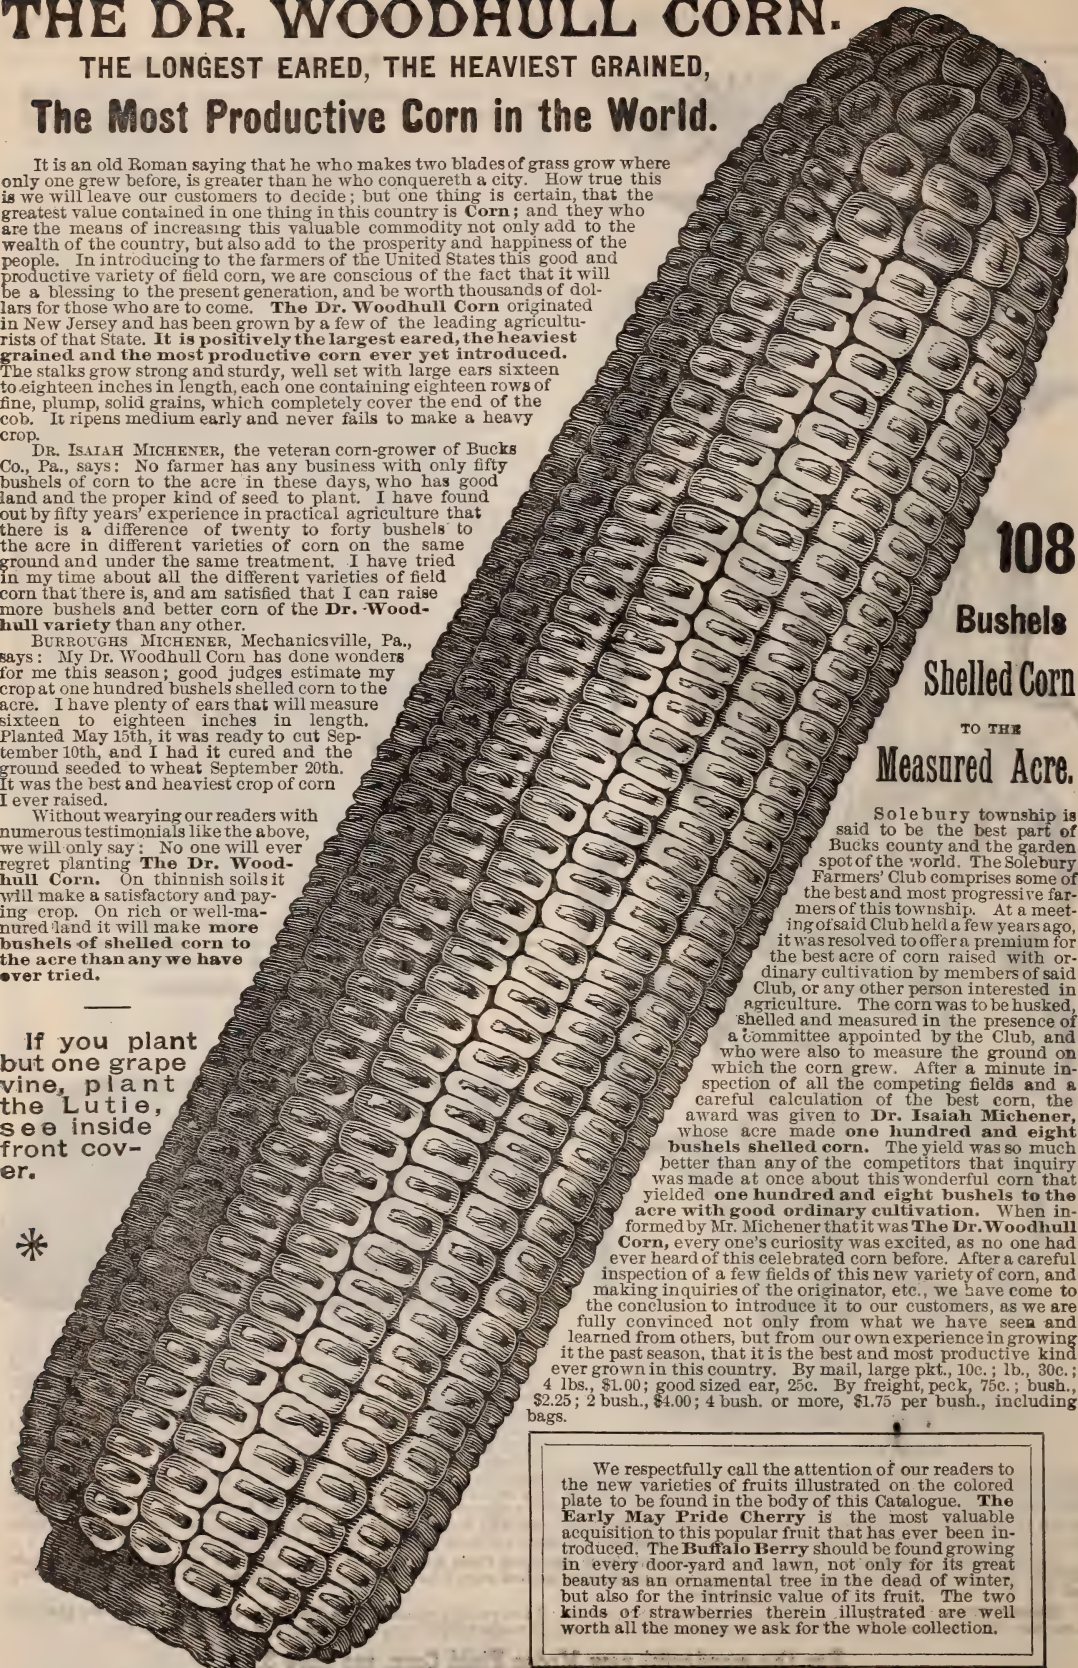 THE DR. WOODHULL CORN.
THE LONGEST EARED, THE HEAVIEST GRAINED,
The Most Productive Corn in the World.
It is an old Roman saying that he who makes two blades of grass grow where
only one grew before, is greater than he who conquereth a city. How true this
is we will leave our customers to decide; but one thing is certain, that the
greatest value contained in one thing in this country is Corn; and they who
are the means of increasing this valuable commodity not only add to the
wealth of the country, but also add to the prosperity and happiness of the
people. In introducing to the farmers of the United States this good and
productive variety of field corn, we are conscious of the fact that it will
be a blessing to the present generation, and be worth thousands of dol-
lars for those who are to come. The Dr. Woodhull Corn originated
in New Jersey and has been grown by a few of the leading agricultu-
rists of that State. It is positively the largest eared, the heaviest
grained and the most productive corn ever yet introduced.
The stalks grow strong and sturdy, well set with large ears sixteen
to eighteen inches in length, each one containing eighteen rows of
fine, plump, solid grains, which completely cover the end of the
cob. It ripens medium early and never fails to make a heavy
crop.
DR. ISAIAH MICHENER, the veteran corn-grower of Bucks
Co., Pa., says: No farmer has any business with only fifty
bushels of corn to the acre in these days, who has good
land and the proper kind of seed to plant. I have found
out by fifty years' experience in practical agriculture that
there is a difference of twenty to forty bushels to
the acre in different varieties of corn on the same
ground and under the same treatment. I have tried
in my time about all the different varieties of field
corn that there is, and am satisfied that I can raise
more bushels and better corn of the Dr. Wood-
hull variety than any other.
BURROUGHS MICHENER, Mechanicsville, Pa.,
says: My Dr. Woodhull Corn has done wonders
for me this season; good judges estimate my
crop at one hundred bushels shelled corn to the
acre. I have plenty of ears that will measure
sixteen to eighteen inches in length.
Planted May 15th, it was ready to cut Sep-
tember 10th, and I had it cured and the
ground seeded to wheat September 20th.
It was the best and heaviest crop of corn
I ever raised.
Without wearying our readers with
numerous testimonials like the above,
we will only say: No one will ever
regret planting The Dr. Wood-
hull Corn. On thinnish soils it
will make a satisfactory and pay-
ing crop. On rich or well-ma-
nured land it will make more
bushels of shelled corn to
the acre than any we have
ever tried.
If you plant
but one grape
vine, plant
the Lutie,
see inside
front cov-
er.
*
108
Bushels
Shelled Corn
TO THE
Measured Acre.
Solebury township is
said to be the best part of
Bucks county and the garden
spot of the world. The Solebury
Farmers' Club comprises some of
the best and most progressive far-
mers of this township. At a meet-
ing of said Club held a few years ago,
it was resolved to offer a premium for
the best acre of corn raised with or-
dinary cultivation by members of said
Club, or any other person interested in
agriculture. The corn was to be husked,
shelled and measured in the presence of
a committee appointed by the Club, and
who were also to measure the ground on
which the corn grew. After a minute in-
spection of all the competing fields and a
careful calculation of the best corn, the
award was given to Dr. Isaiah Michener,
whose acre made one hundred and eight
bushels shelled corn. The yield was so much
better than any of the competitors that inquiry
was made at once about this wonderful corn that
yielded one hundred and eight bushels to the
acre with good ordinary cultivation. When in-
formed by Mr. Michener that it was The Dr. Woodhull
Corn, every one's curiosity was excited, as no one had
ever heard of this celebrated corn before. After a careful
inspection of a few fields of this new variety of corn, and
making inquiries of the originator, etc., we have come to
the conclusion to introduce it to our customers, as we are
fully convinced not only from what we have seen and
learned from others, but from our own experience in growing
it the past season, that it is the best and most productive kind
ever grown in this country. By mail, large pkt., 10c.; lb., 30c.;
4 lbs., $1.00; good sized ear, 25c. By freight, peck, 75c.; bush.,
$2.25; 2 bush., $4.00; 4 bush. or more, $1.75 per bush., including
bags.
We respectfully call the attention of our readers to
the new varieties of fruits illustrated on the colored
plate to be found in the body of this Catalogue. The
Early May Pride Cherry is the most valuable
acquisition to this popular fruit that has ever been in-
troduced. The Buffalo Berry should be found growing
in every door-yard and lawn, not only for its great
beauty as an ornamental tree in the dead of winter,
but also for the intrinsic value of its fruit. The two
kinds of strawberries therein illustrated are well
worth all the money we ask for the whole collection.